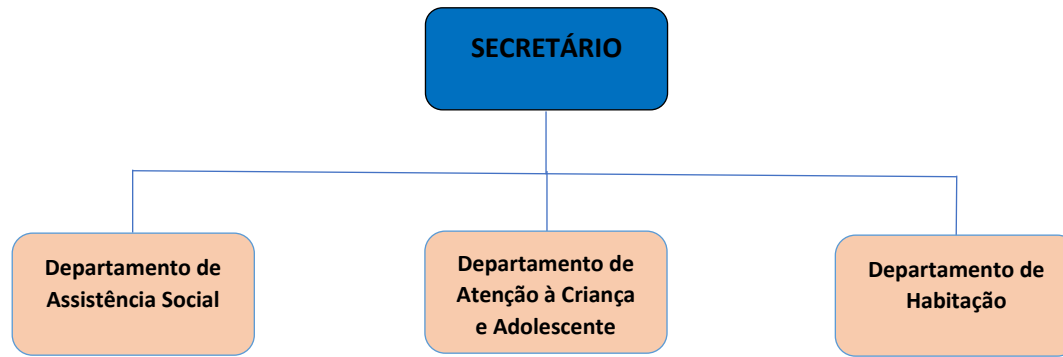 SECRETÁRIO
Departamento de
Assistência Social
Departamento de
Atenção à Criança
e Adolescente
Departamento de
Habitação